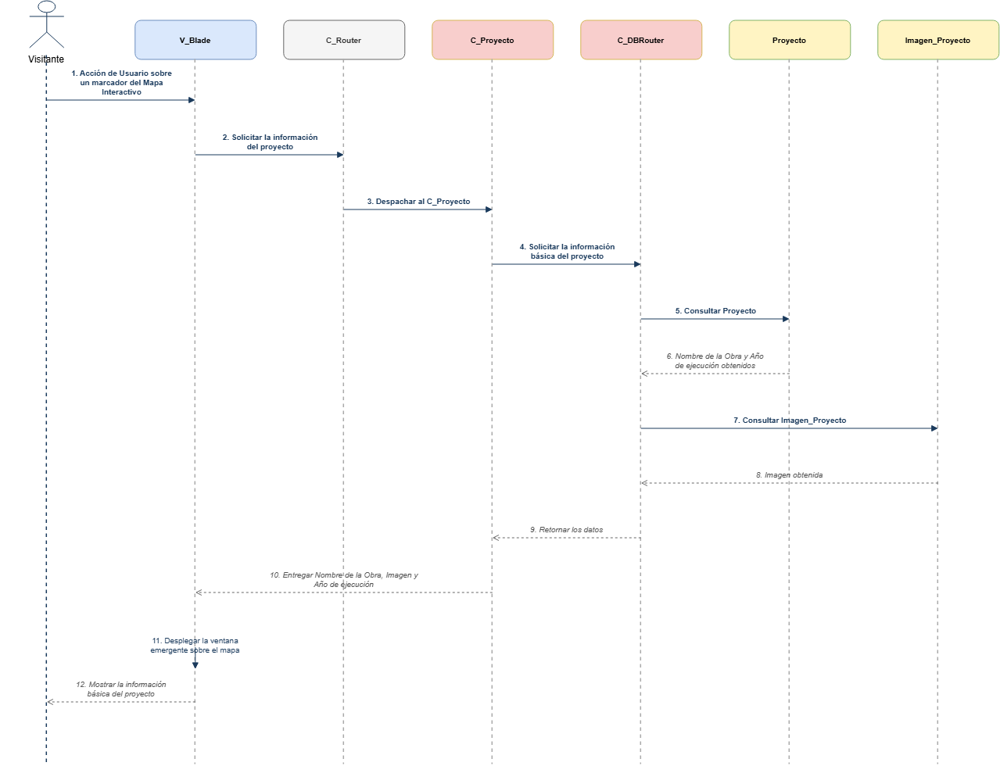 Visitante
V_Blade
C_Router
C_Proyecto
C_DBRouter
Proyecto
Imagen_Proyecto
1. Acción de Usuario sobre
un marcador del Mapa
Interactivo
2. Solicitar la información
del proyecto
3. Despachar al C_Proyecto
4. Solicitar la información
básica del proyecto
5. Consultar Proyecto
6. Nombre de la Obra y Año
de ejecución obtenidos
7. Consultar Imagen_Proyecto
8. Imagen obtenida
9. Retornar los datos
10. Entregar Nombre de la Obra, Imagen y
Año de ejecución
11. Desplegar la ventana
emergente sobre el mapa
12. Mostrar la información
básica del proyecto